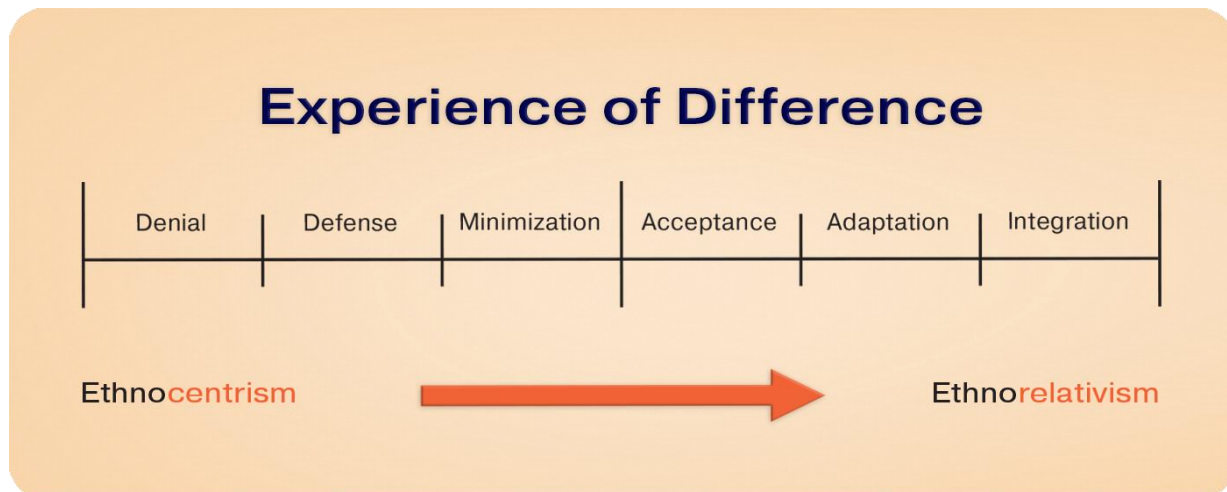 Experience of Difference
Denial Defense Minimization Acceptance Adaptation Integration
Ethnocentrism Ethnorelativism